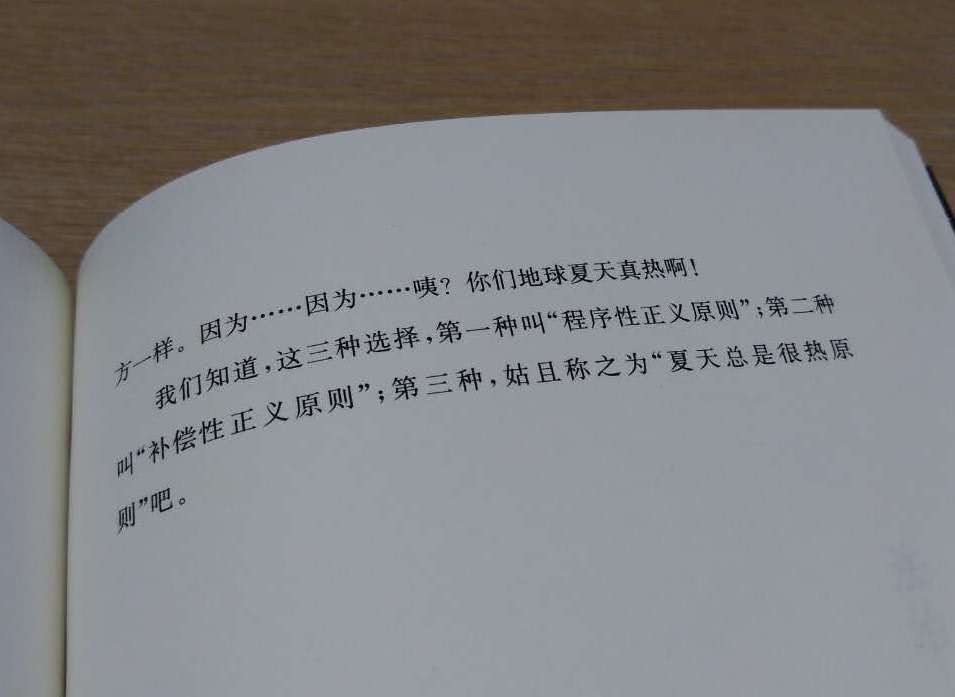 方一样。因为……因为……咦？你们地球夏天真热啊！
我们知道，这三种选择，第一种叫“程序性正义原则”；第二种
叫“补偿性正义原则”；第三种，姑且称之为“夏天总是很热原
则”吧。